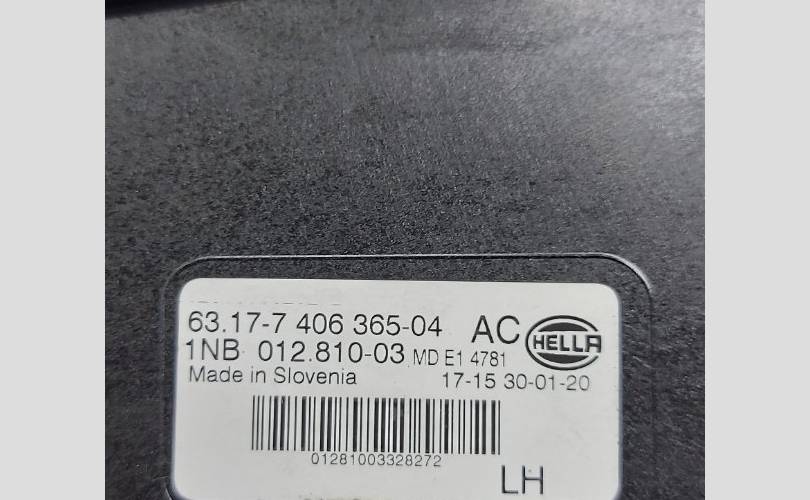 63.17-7 406 365-04 AC HELLA
1NB 012.810-03 MD E1 4781
Made in Slovenia 17-15 30-01-20
01281003328272
LH